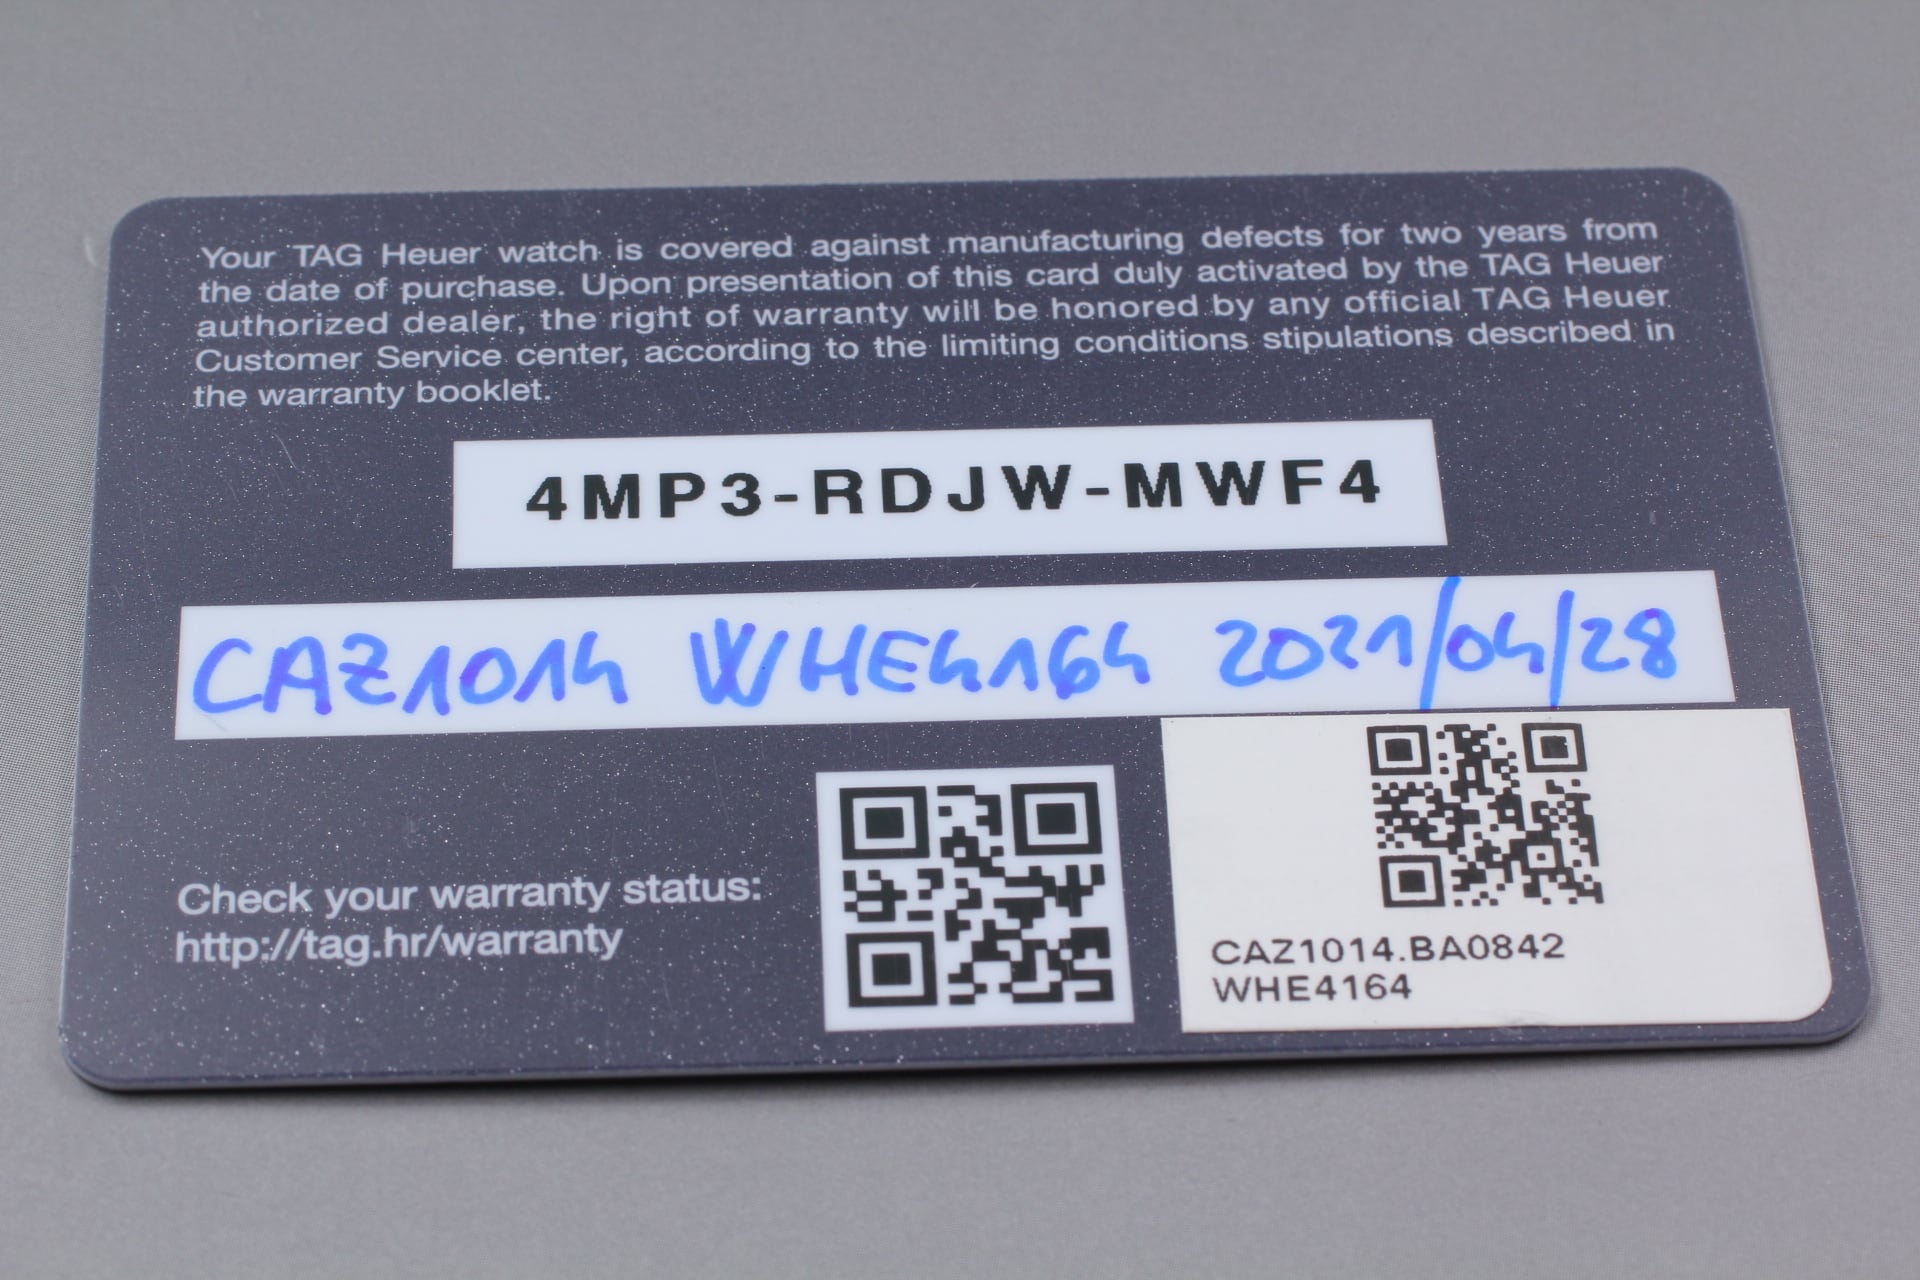 Your TAG Heuer watch is covered against manufacturing defects for two years from
the date of purchase. Upon presentation of this card duly activated by the TAG Heuer
authorized dealer, the right of warranty will be honored by any official TAG Heuer
Customer Service center, according to the limiting conditions stipulations described in
the warranty booklet.
4MP3-RDJW-MWF4
CAZ1014 WHE4164 2021/04/28
Check your warranty status:
http://tag.hr/warranty
CAZ1014.BA0842
WHE4164